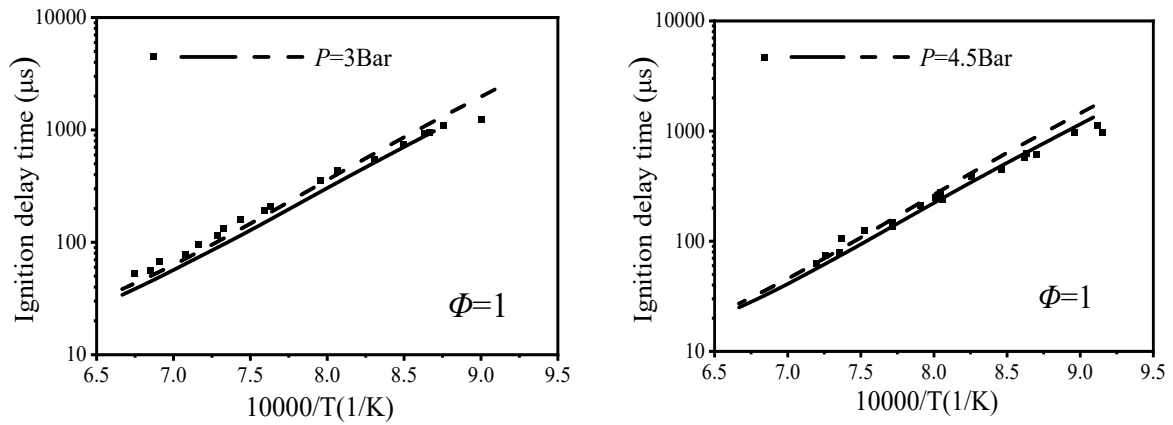 10000
1000
100
10
Ignition delay time (μs)
P=3Bar
Φ=1
6.5 7.0 7.5 8.0 8.5 9.0 9.5
10000/T(1/K)
10000
1000
100
10
Ignition delay time (μs)
P=4.5Bar
Φ=1
6.5 7.0 7.5 8.0 8.5 9.0 9.5
10000/T(1/K)